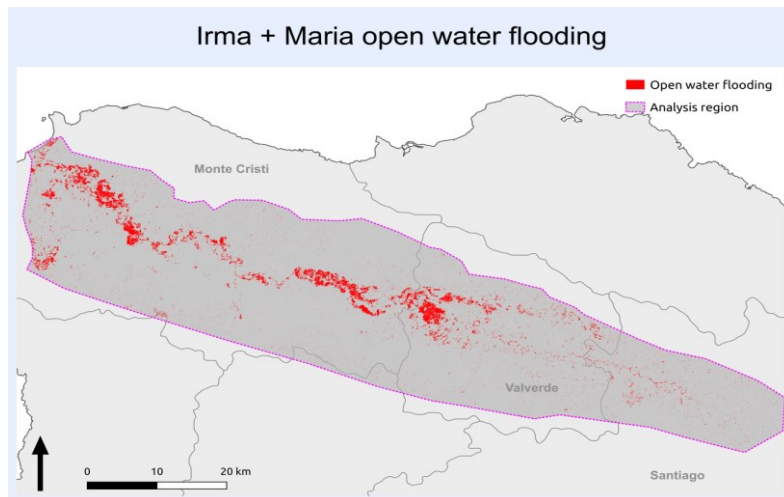 Irma + Maria open water flooding
Open water flooding
Analysis region
Monte Cristi
Valverde
Santiago
0 10 20 km